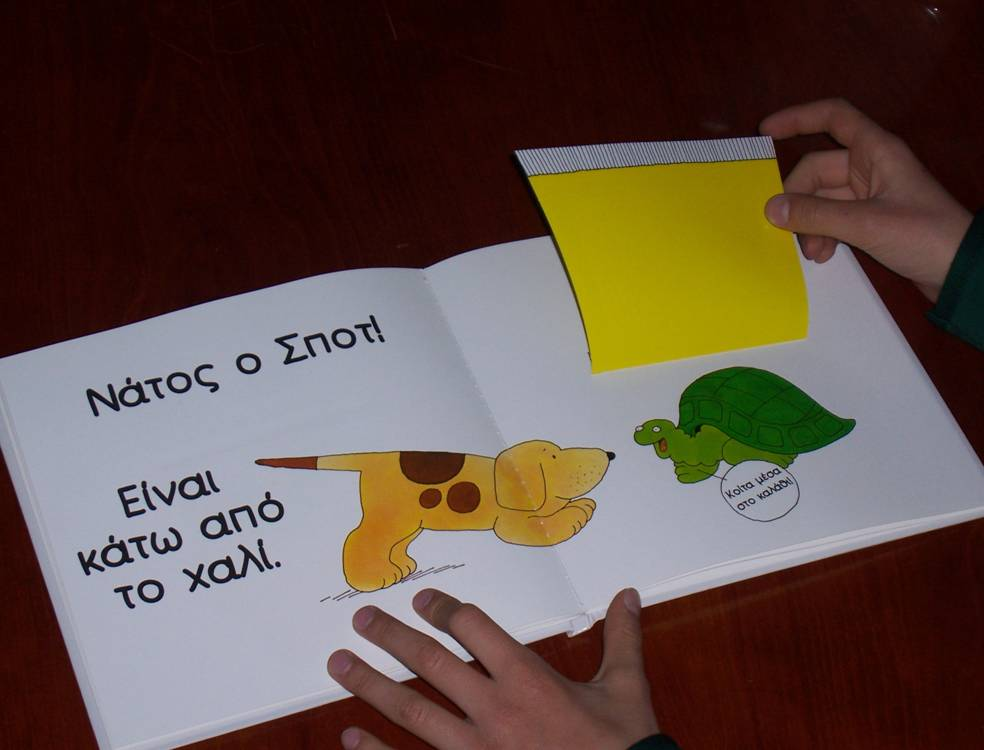 Νάτος ο Σποτ!
Είναι
κάτω από
το χαλί.
Κοίτα μέσα
στο καλάθι!